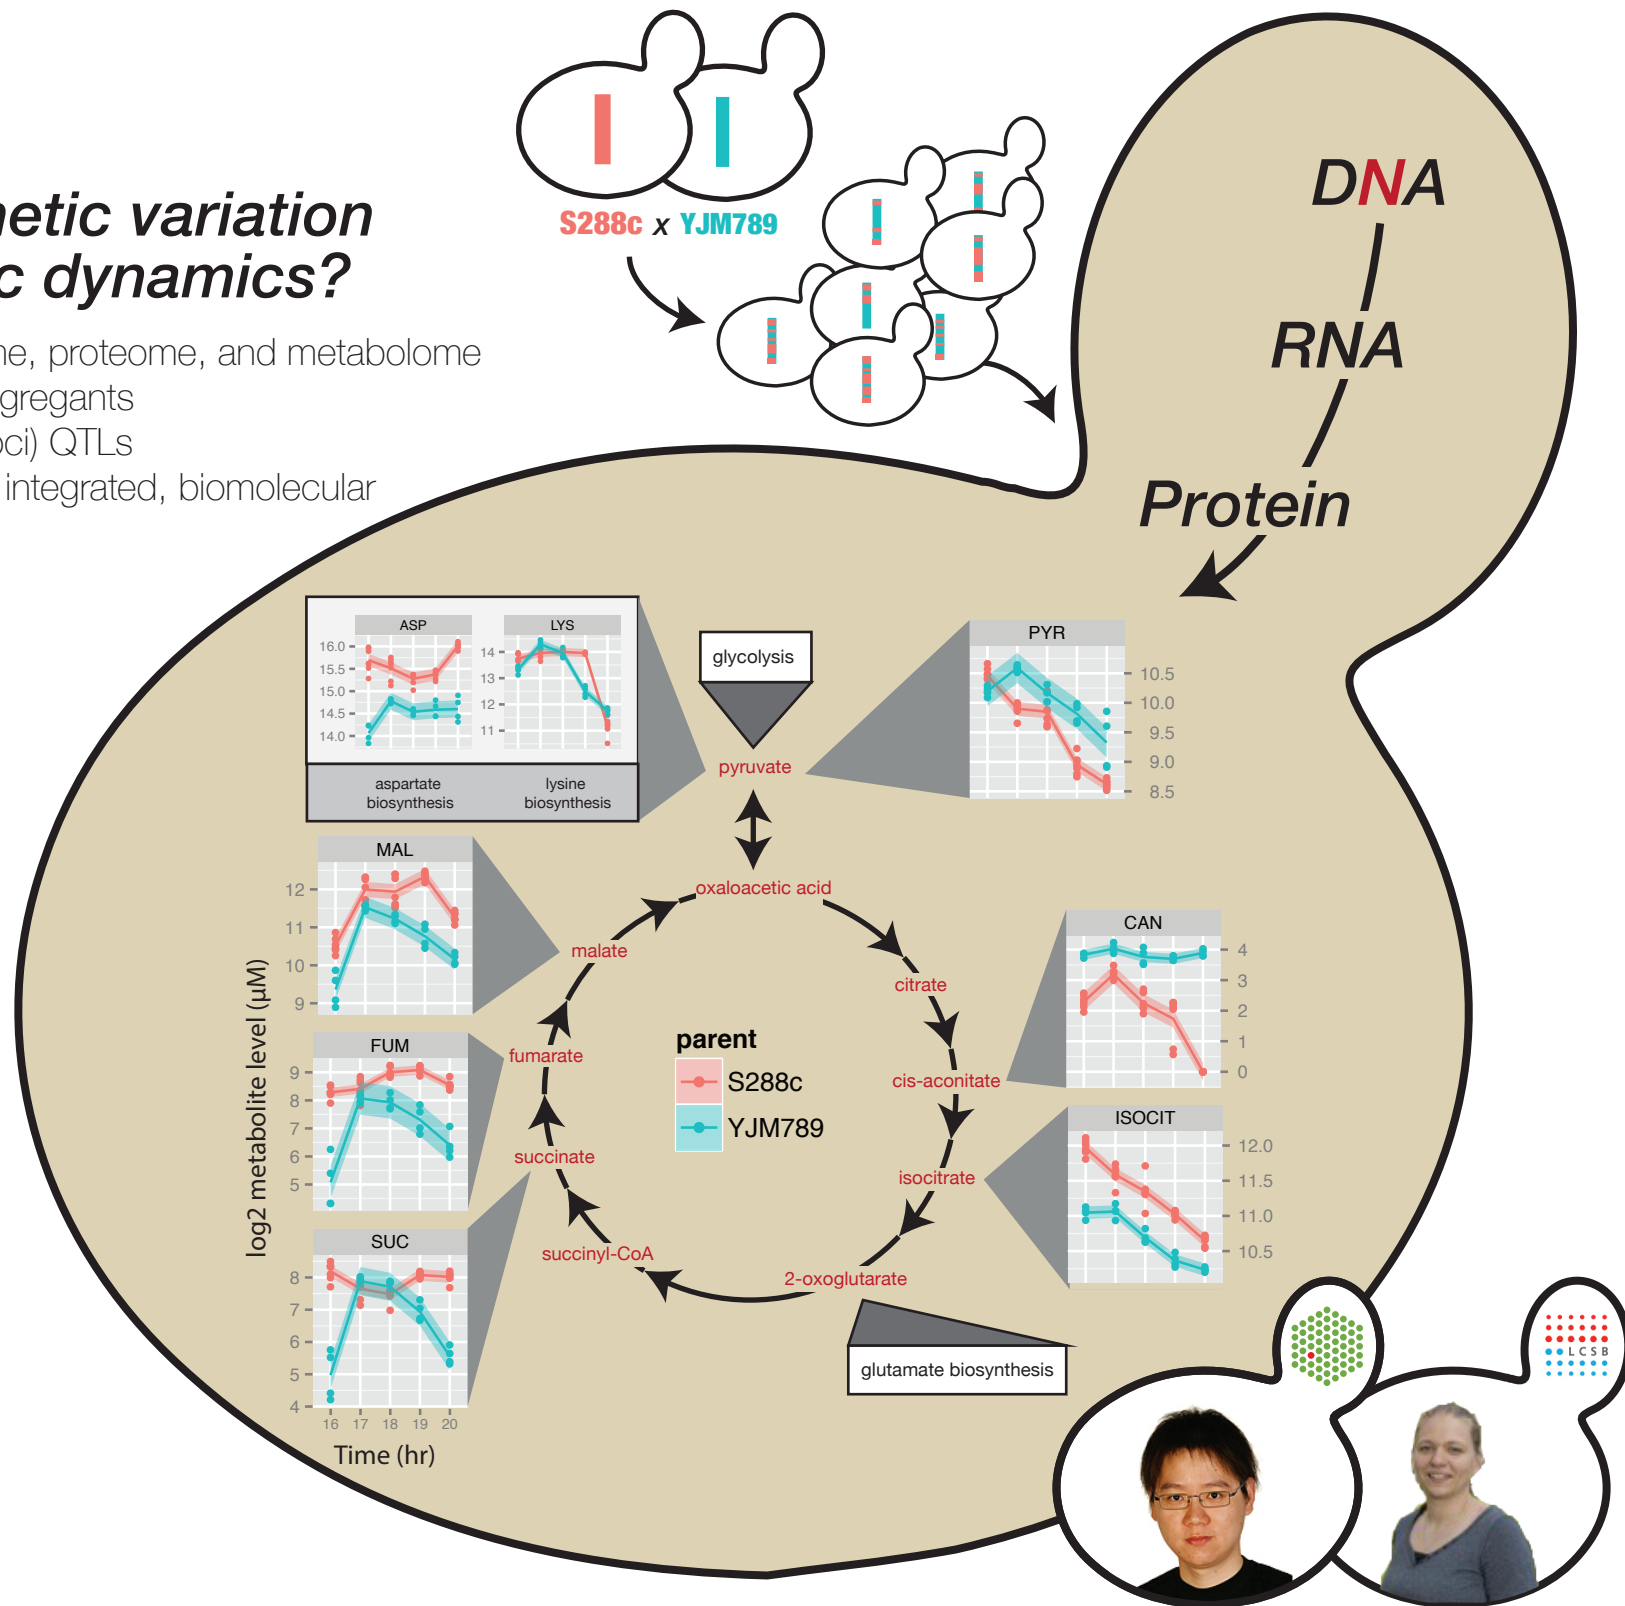 netic variation
c dynamics?
ne, proteome, and metabolome
gregants
oci) QTLs
integrated, biomolecular
S288c x YJM789
DNA
RNA
Protein
ASP
16.0
15.5
15.0
14.5
14.0
LYS
14
13
12
11
aspartate
biosynthesis
lysine
biosynthesis
glycolysis
pyruvate
PYR
10.5
10.0
9.5
9.0
8.5
MAL
12
11
10
9
FUM
9
8
7
6
5
SUC
8
7
6
5
4
16 17 18 19 20
Time (hr)
log2 metabolite level (µM)
oxaloacetic acid
malate
citrate
fumarate
cis-aconitate
succinate
isocitrate
succinyl-CoA
2-oxoglutarate
parent
S288c
YJM789
CAN
4
3
2
1
0
ISOCIT
12.0
11.5
11.0
10.5
glutamate biosynthesis
LCSB